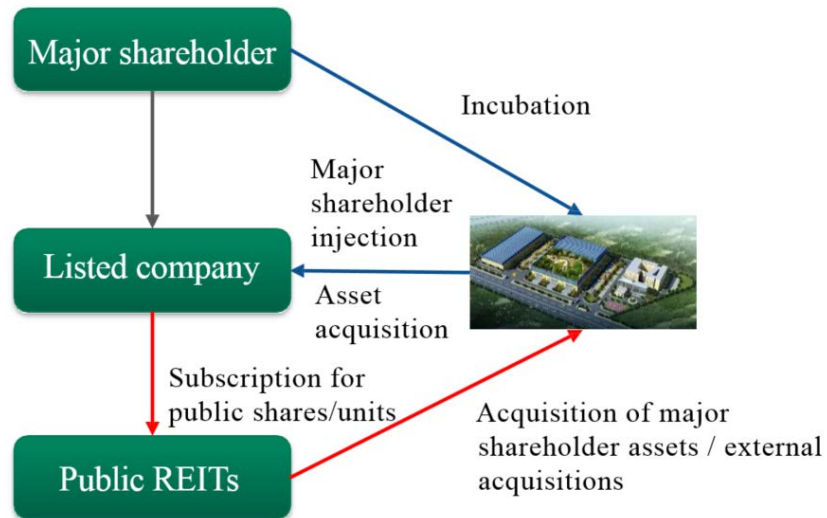 Major shareholder
Incubation
Major
shareholder
injection
Listed company
Asset
acquisition
Subscription for
public shares/units
Acquisition of major
shareholder assets / external
acquisitions
Public REITs